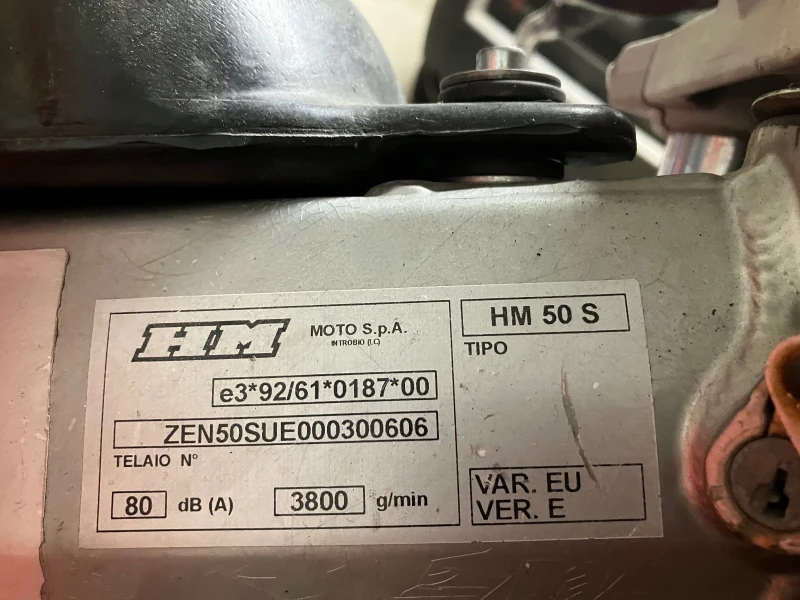 HM MOTO S.p.A.
INTROBIO (LC)
e3*92/61*0187*00
ZEN50SUE000300606
TELAIO N°
80 dB (A) 3800 g/min
HM 50 S
TIPO
VAR. EU
VER. E